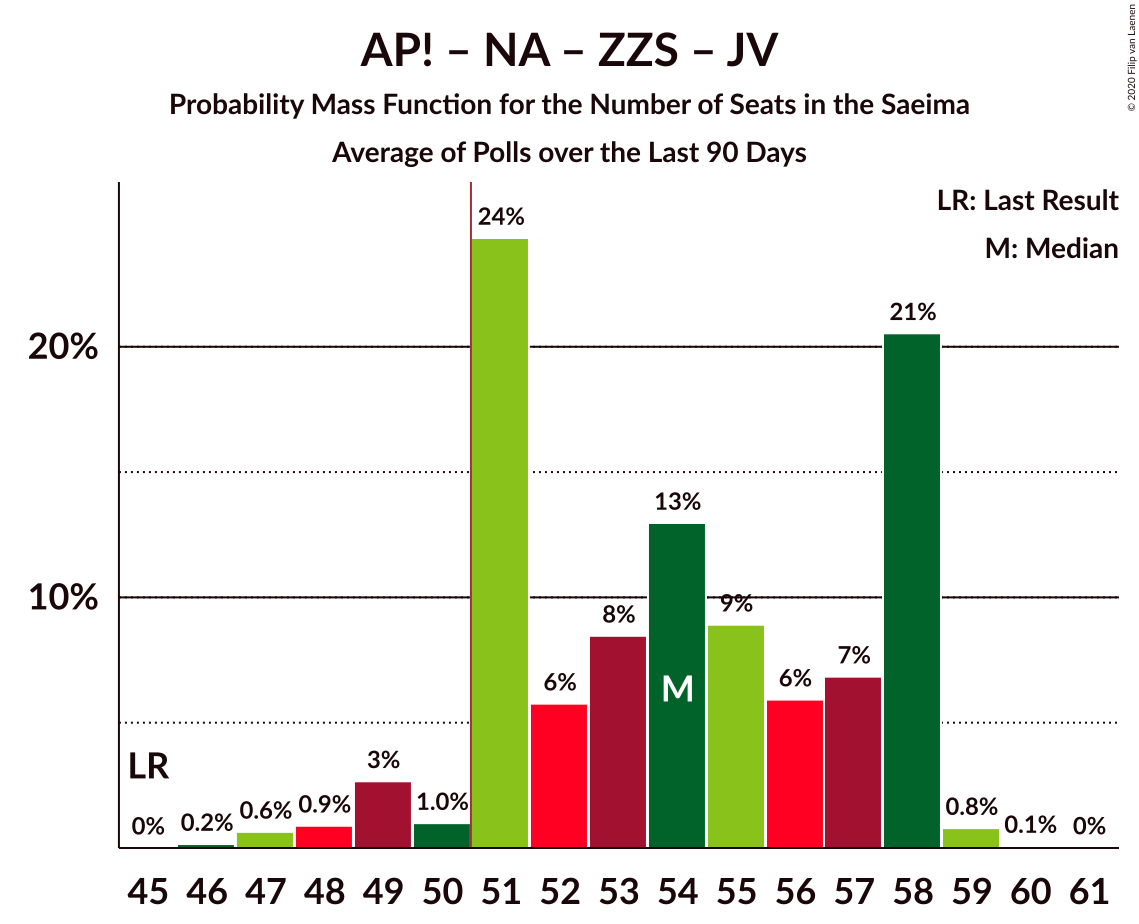 AP! – NA – ZZS – JV
Probability Mass Function for the Number of Seats in the Saeima
Average of Polls over the Last 90 Days
© 2020 Filip van Laenen
LR: Last Result
M: Median
20%
10%
LR
0% 0.2% 0.6% 0.9% 3% 1.0% 24% 6% 8% 13% 9% 6% 7% 21% 0.8% 0.1% 0%
M
45 46 47 48 49 50 51 52 53 54 55 56 57 58 59 60 61